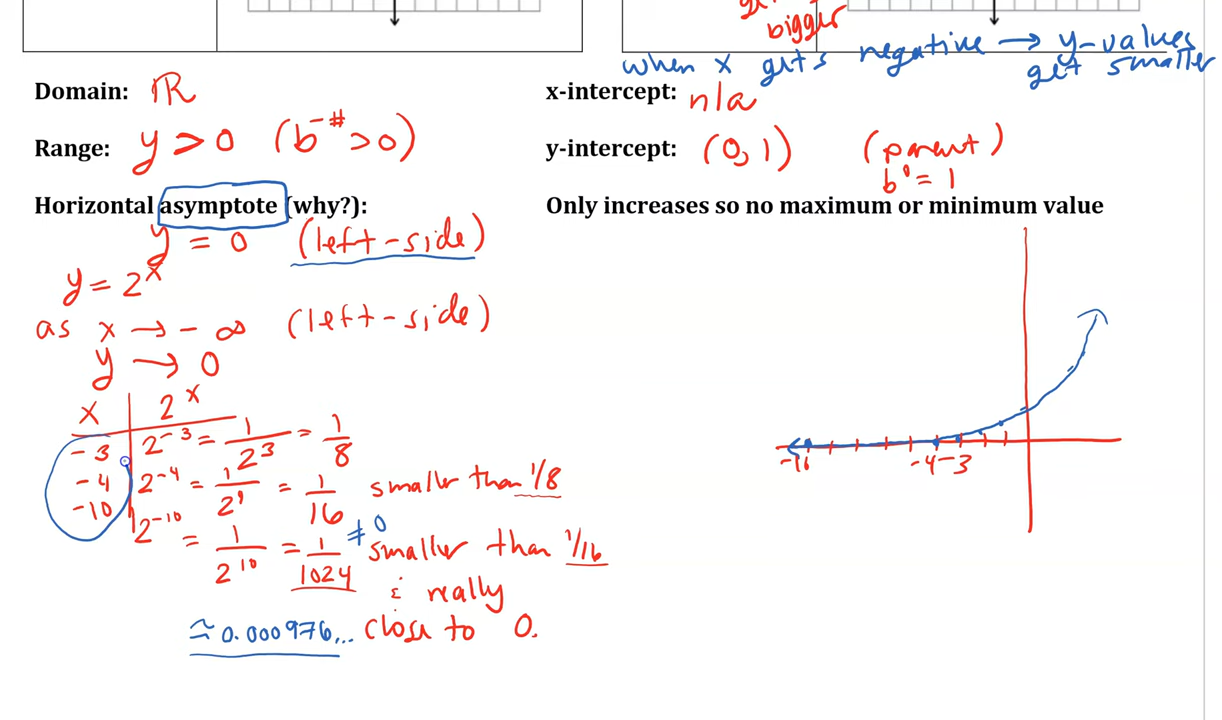 ge
bigger
when x gets negative → y-values
get smaller
Domain: ℝ
x-intercept: n/a
Range: y > 0 (b^-# > 0)
y-intercept: (0, 1) (parent)
b^0 = 1
Horizontal asymptote (why?):
Only increases so no maximum or minimum value
y = 0 (left-side)
y = 2^x
as x → - ∞ (left-side)
y → 0
x 2^x
-3 2^-3 = 1/2^3 = 1/8
-4 2^-4 = 1/2^4 = 1/16 smaller than 1/8
-10 2^-10 = 1/2^10 = 1/1024 ≠ 0 smaller than 1/16
& really
≈ 0.000976... close to 0.
-10 -4 -3